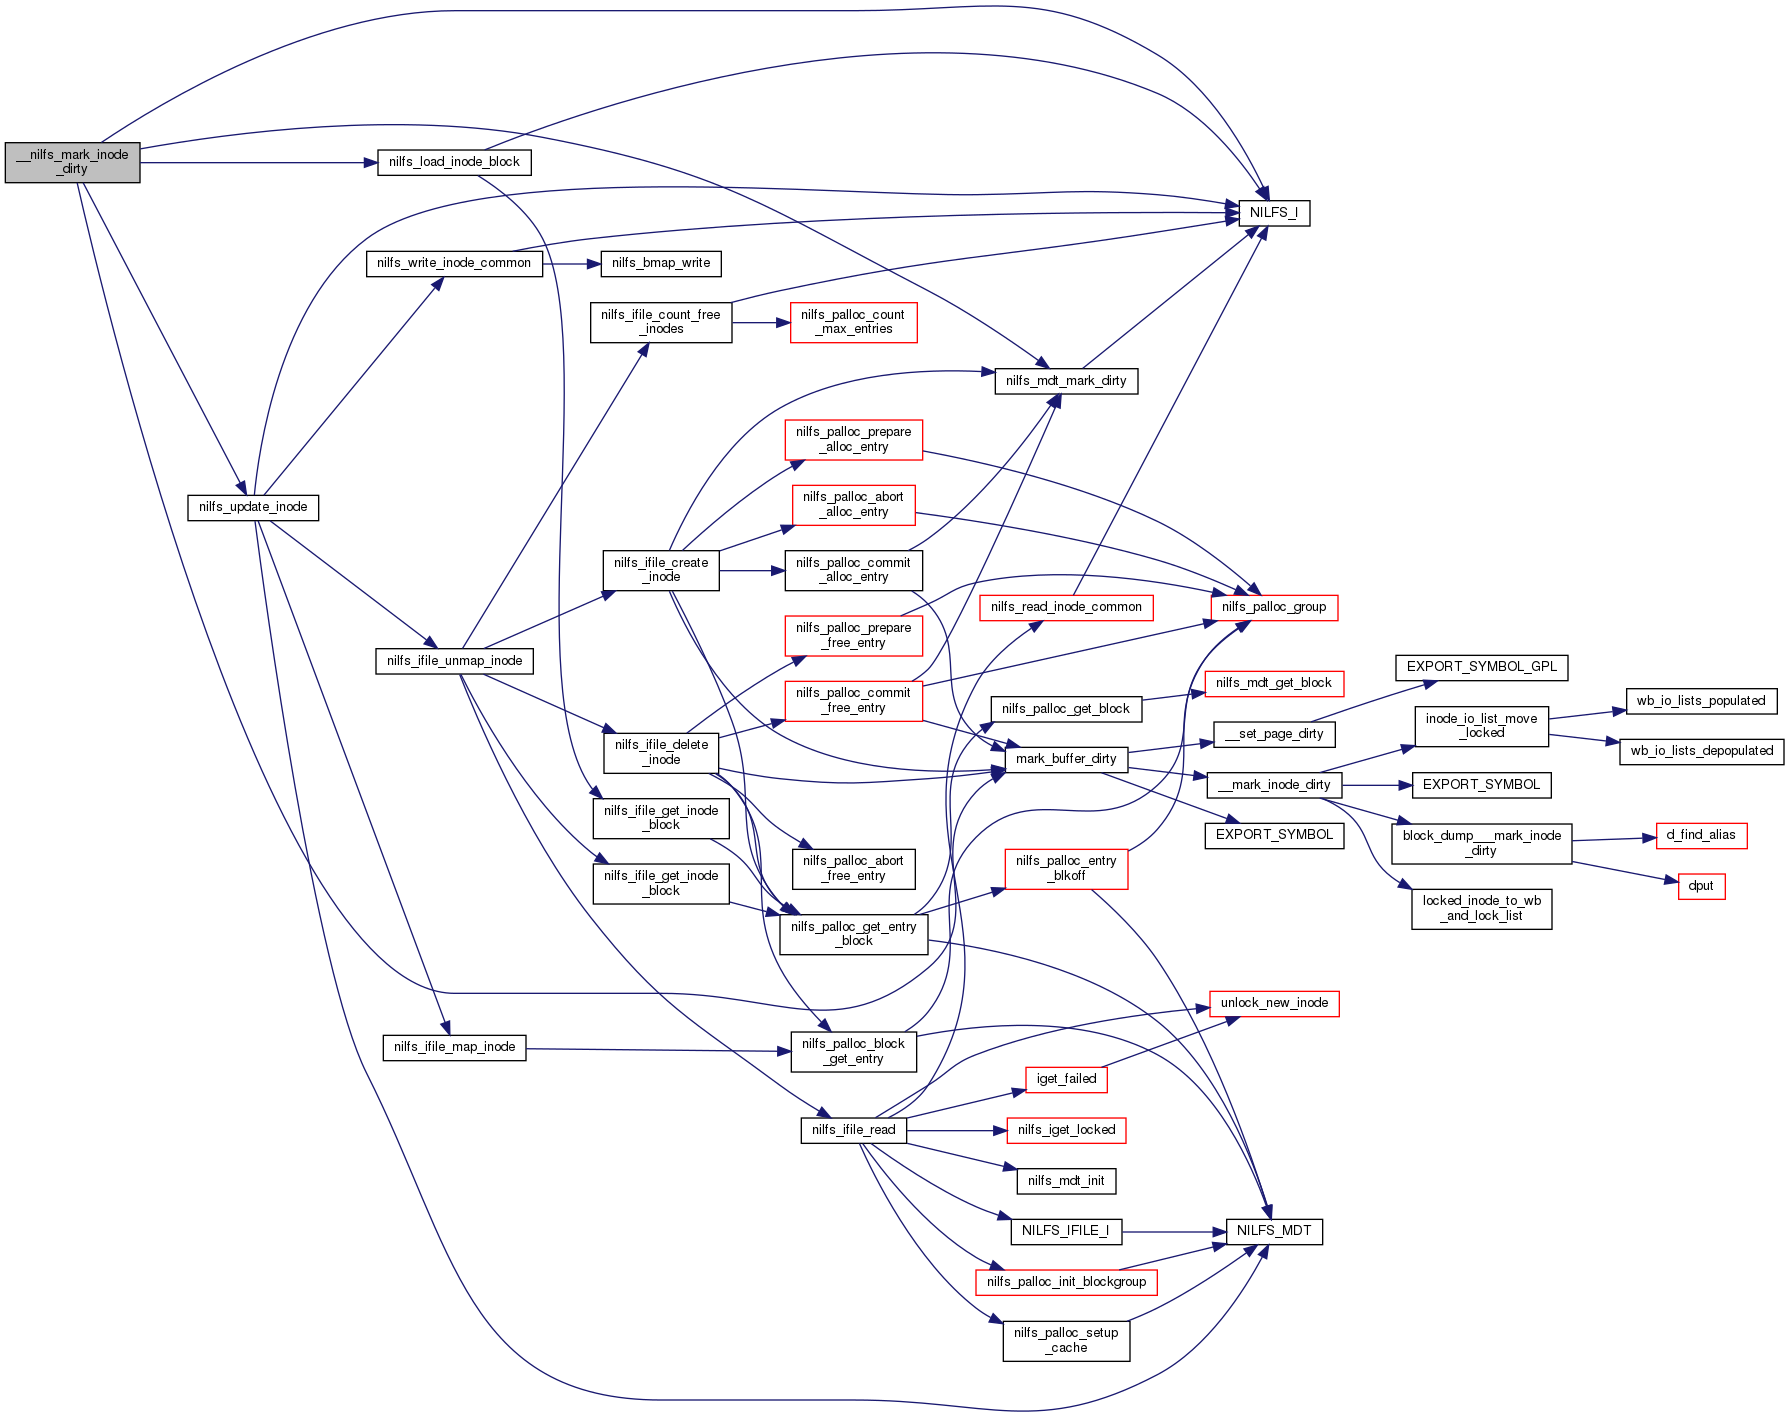 __nilfs_mark_inode
_dirty
nilfs_load_inode_block
NILFS_I
nilfs_write_inode_common
nilfs_bmap_write
nilfs_ifile_count_free
_inodes
nilfs_palloc_count
_max_entries
nilfs_mdt_mark_dirty
nilfs_palloc_prepare
_alloc_entry
nilfs_update_inode
nilfs_palloc_abort
_alloc_entry
nilfs_ifile_create
_inode
nilfs_palloc_commit
_alloc_entry
nilfs_read_inode_common
nilfs_palloc_group
nilfs_palloc_prepare
_free_entry
nilfs_ifile_unmap_inode
EXPORT_SYMBOL_GPL
nilfs_mdt_get_block
nilfs_palloc_commit
_free_entry
nilfs_palloc_get_block
wb_io_lists_populated
inode_io_list_move
_locked
__set_page_dirty
nilfs_ifile_delete
_inode
mark_buffer_dirty
wb_io_lists_depopulated
__mark_inode_dirty
EXPORT_SYMBOL
nilfs_ifile_get_inode
_block
EXPORT_SYMBOL
block_dump___mark_inode
_dirty
d_find_alias
nilfs_palloc_abort
_free_entry
nilfs_palloc_entry
_blkoff
nilfs_ifile_get_inode
_block
dput
locked_inode_to_wb
_and_lock_list
nilfs_palloc_get_entry
_block
unlock_new_inode
nilfs_ifile_map_inode
nilfs_palloc_block
_get_entry
iget_failed
nilfs_ifile_read
nilfs_iget_locked
nilfs_mdt_init
NILFS_IFILE_I
NILFS_MDT
nilfs_palloc_init_blockgroup
nilfs_palloc_setup
_cache